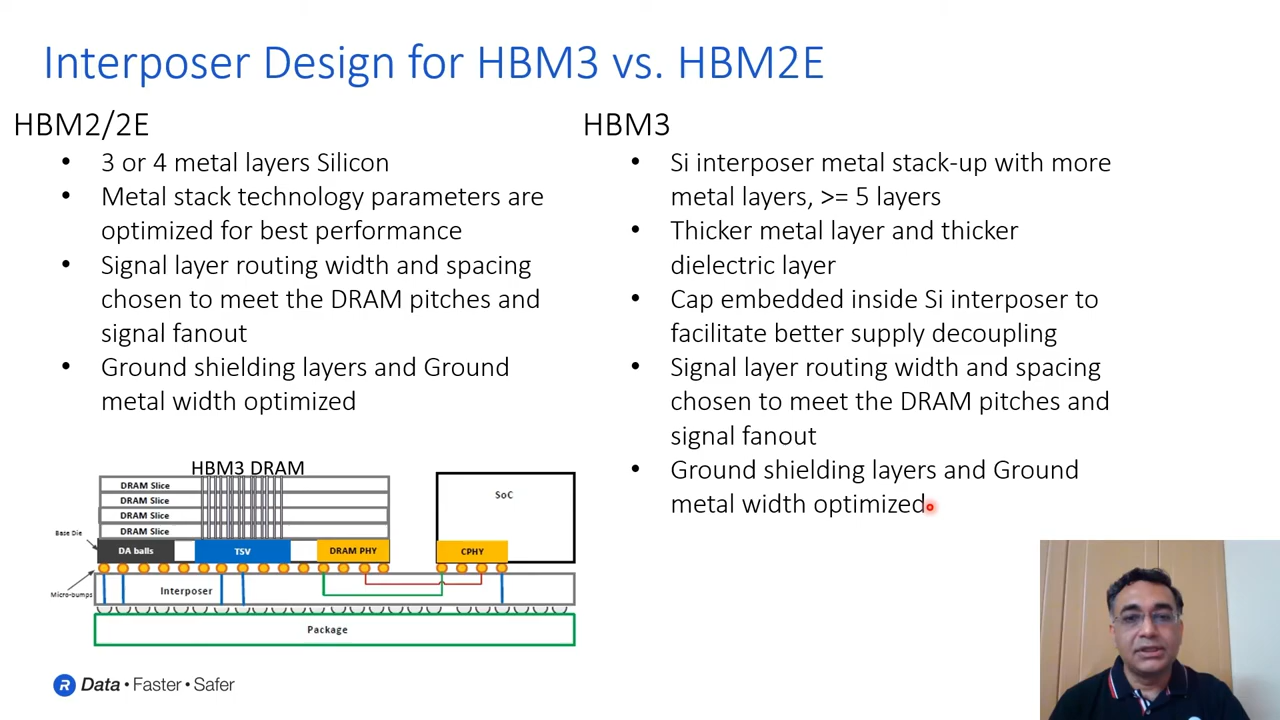 Interposer Design for HBM3 vs. HBM2E
HBM2/2E
• 3 or 4 metal layers Silicon
• Metal stack technology parameters are
optimized for best performance
• Signal layer routing width and spacing
chosen to meet the DRAM pitches and
signal fanout
• Ground shielding layers and Ground
metal width optimized
HBM3
• Si interposer metal stack-up with more
metal layers, >= 5 layers
• Thicker metal layer and thicker
dielectric layer
• Cap embedded inside Si interposer to
facilitate better supply decoupling
• Signal layer routing width and spacing
chosen to meet the DRAM pitches and
signal fanout
• Ground shielding layers and Ground
metal width optimized
HBM3 DRAM
DRAM Slice
DRAM Slice
DRAM Slice
DRAM Slice
SoC
Base Die
DA balls
TSV
DRAM PHY
CPHY
Micro-bumps
Interposer
Package
R Data • Faster • Safer